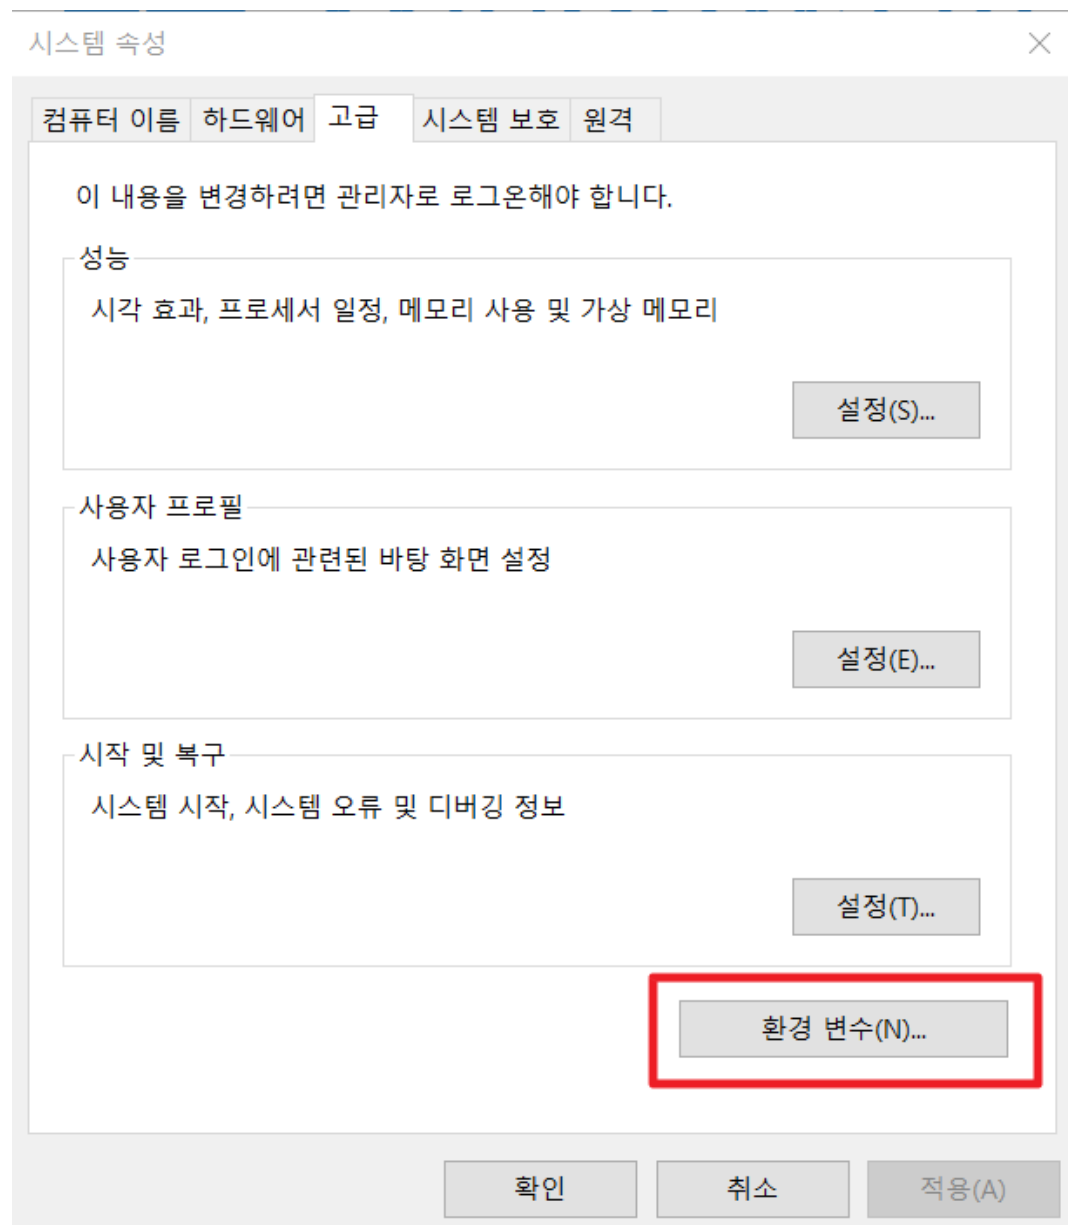 시스템 속성
컴퓨터 이름 하드웨어 고급 시스템 보호 원격
이 내용을 변경하려면 관리자로 로그온해야 합니다.
성능
시각 효과, 프로세서 일정, 메모리 사용 및 가상 메모리
설정(S)...
사용자 프로필
사용자 로그인에 관련된 바탕 화면 설정
설정(E)...
시작 및 복구
시스템 시작, 시스템 오류 및 디버깅 정보
설정(T)...
환경 변수(N)...
확인 취소 적용(A)